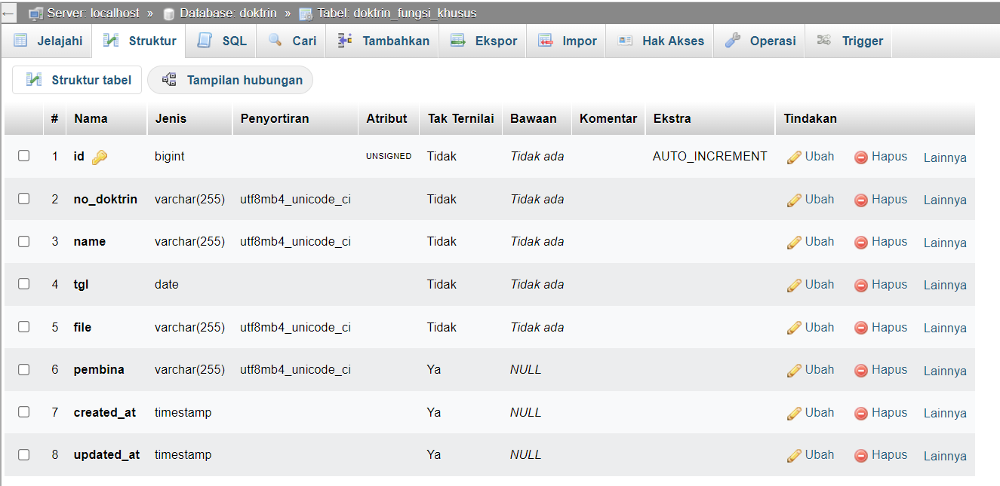 Server: localhost » Database: doktrin » Tabel: doktrin_fungsi_khusus
Jelajahi Struktur SQL Cari Tambahkan Ekspor Impor Hak Akses Operasi Trigger
Struktur tabel Tampilan hubungan
# Nama Jenis Penyortiran Atribut Tak Ternilai Bawaan Komentar Ekstra Tindakan
1 id bigint UNSIGNED Tidak Tidak ada AUTO_INCREMENT Ubah Hapus Lainnya
2 no_doktrin varchar(255) utf8mb4_unicode_ci Tidak Tidak ada Ubah Hapus Lainnya
3 name varchar(255) utf8mb4_unicode_ci Tidak Tidak ada Ubah Hapus Lainnya
4 tgl date Tidak Tidak ada Ubah Hapus Lainnya
5 file varchar(255) utf8mb4_unicode_ci Tidak Tidak ada Ubah Hapus Lainnya
6 pembina varchar(255) utf8mb4_unicode_ci Ya NULL Ubah Hapus Lainnya
7 created_at timestamp Ya NULL Ubah Hapus Lainnya
8 updated_at timestamp Ya NULL Ubah Hapus Lainnya